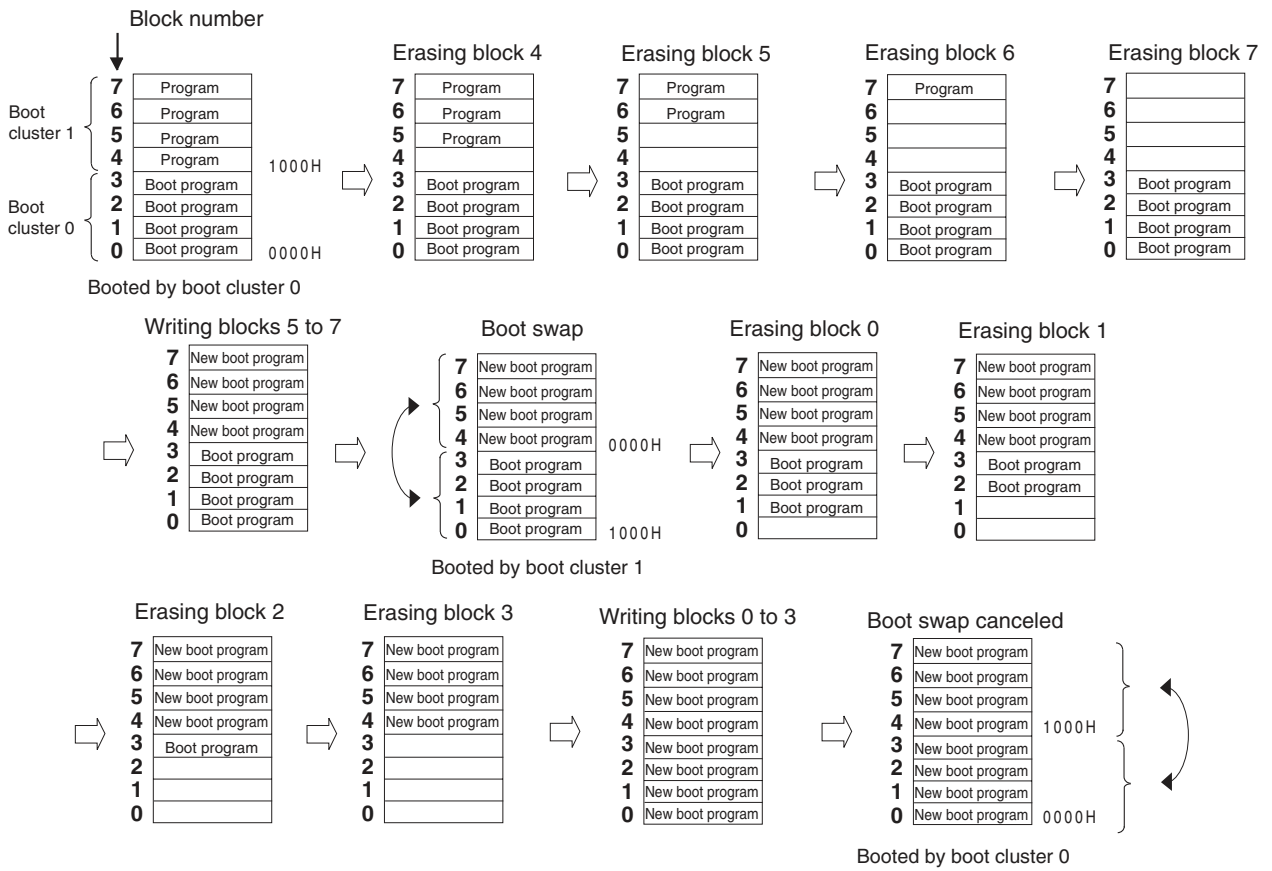 Block number
Erasing block 4
Erasing block 5
Erasing block 6
Erasing block 7
Boot cluster 1
Boot cluster 0
7 Program
6 Program
5 Program
4 Program 1000H
3 Boot program
2 Boot program
1 Boot program
0 Boot program 0000H
Booted by boot cluster 0
7 Program
6 Program
5 Program
4
3 Boot program
2 Boot program
1 Boot program
0 Boot program
7 Program
6 Program
5
4
3 Boot program
2 Boot program
1 Boot program
0 Boot program
7 Program
6
5
4
3 Boot program
2 Boot program
1 Boot program
0 Boot program
7
6
5
4
3 Boot program
2 Boot program
1 Boot program
0 Boot program
Writing blocks 5 to 7
7 New boot program
6 New boot program
5 New boot program
4 New boot program
3 Boot program
2 Boot program
1 Boot program
0 Boot program
Boot swap
7 New boot program
6 New boot program
5 New boot program
4 New boot program 0000H
3 Boot program
2 Boot program
1 Boot program
0 Boot program 1000H
Booted by boot cluster 1
Erasing block 0
7 New boot program
6 New boot program
5 New boot program
4 New boot program
3 Boot program
2 Boot program
1 Boot program
0
Erasing block 1
7 New boot program
6 New boot program
5 New boot program
4 New boot program
3 Boot program
2 Boot program
1
0
Erasing block 2
7 New boot program
6 New boot program
5 New boot program
4 New boot program
3 Boot program
2
1
0
Erasing block 3
7 New boot program
6 New boot program
5 New boot program
4 New boot program
3
2
1
0
Writing blocks 0 to 3
7 New boot program
6 New boot program
5 New boot program
4 New boot program
3 New boot program
2 New boot program
1 New boot program
0 New boot program
Boot swap canceled
7 New boot program
6 New boot program
5 New boot program
4 New boot program 1000H
3 New boot program
2 New boot program
1 New boot program
0 New boot program 0000H
Booted by boot cluster 0